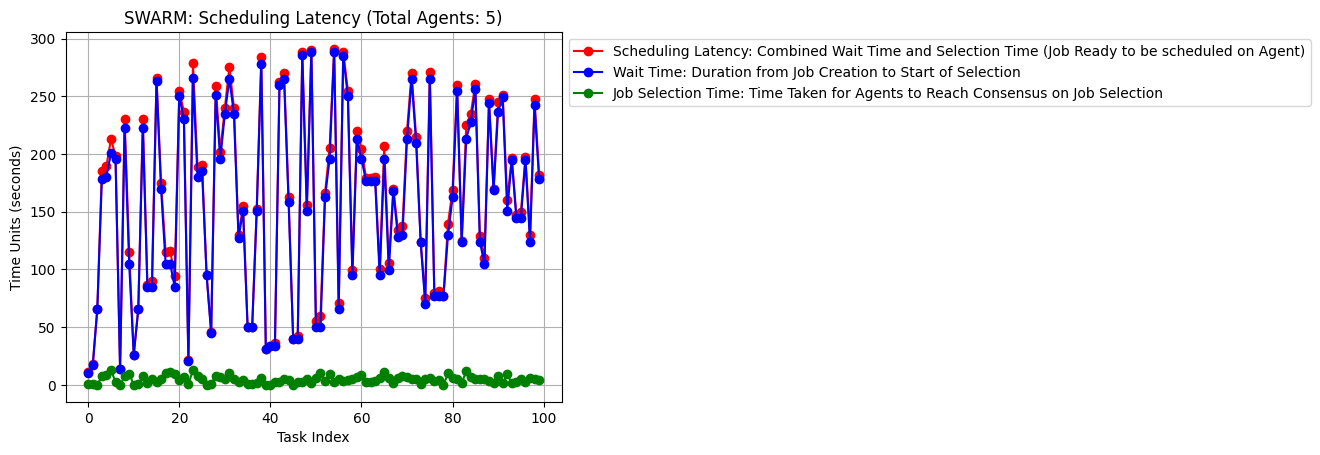 SWARM: Scheduling Latency (Total Agents: 5)
Scheduling Latency: Combined Wait Time and Selection Time (Job Ready to be scheduled on Agent)
Wait Time: Duration from Job Creation to Start of Selection
Job Selection Time: Time Taken for Agents to Reach Consensus on Job Selection
Time Units (seconds)
300
250
200
150
100
50
0
0 20 40 60 80 100
Task Index